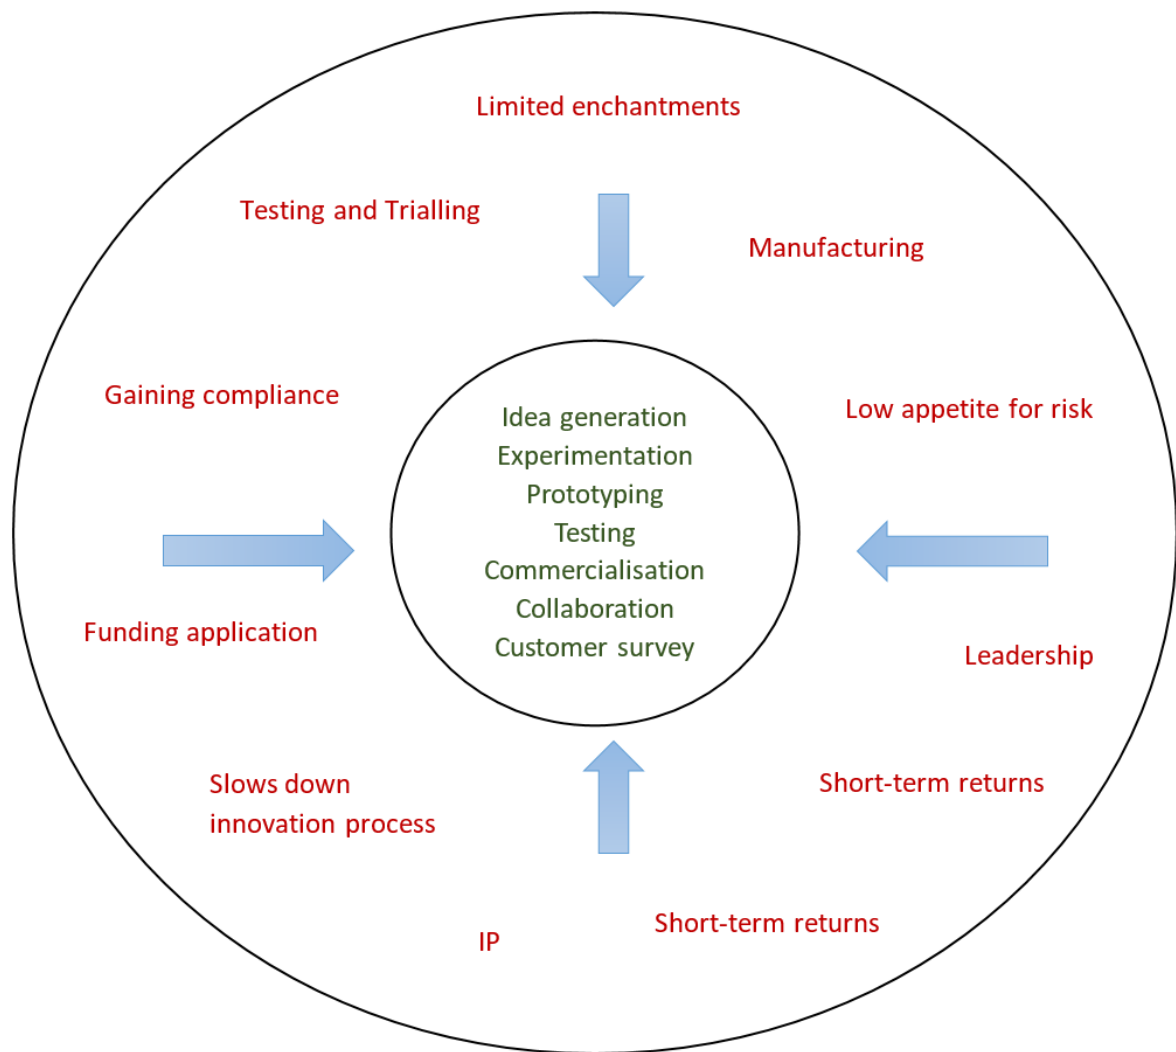 Limited enchantments
Testing and Trialling
Manufacturing
Gaining compliance
Low appetite for risk
Idea generation
Experimentation
Prototyping
Testing
Commercialisation
Collaboration
Customer survey
Funding application
Leadership
Slows down
innovation process
Short-term returns
Short-term returns
IP